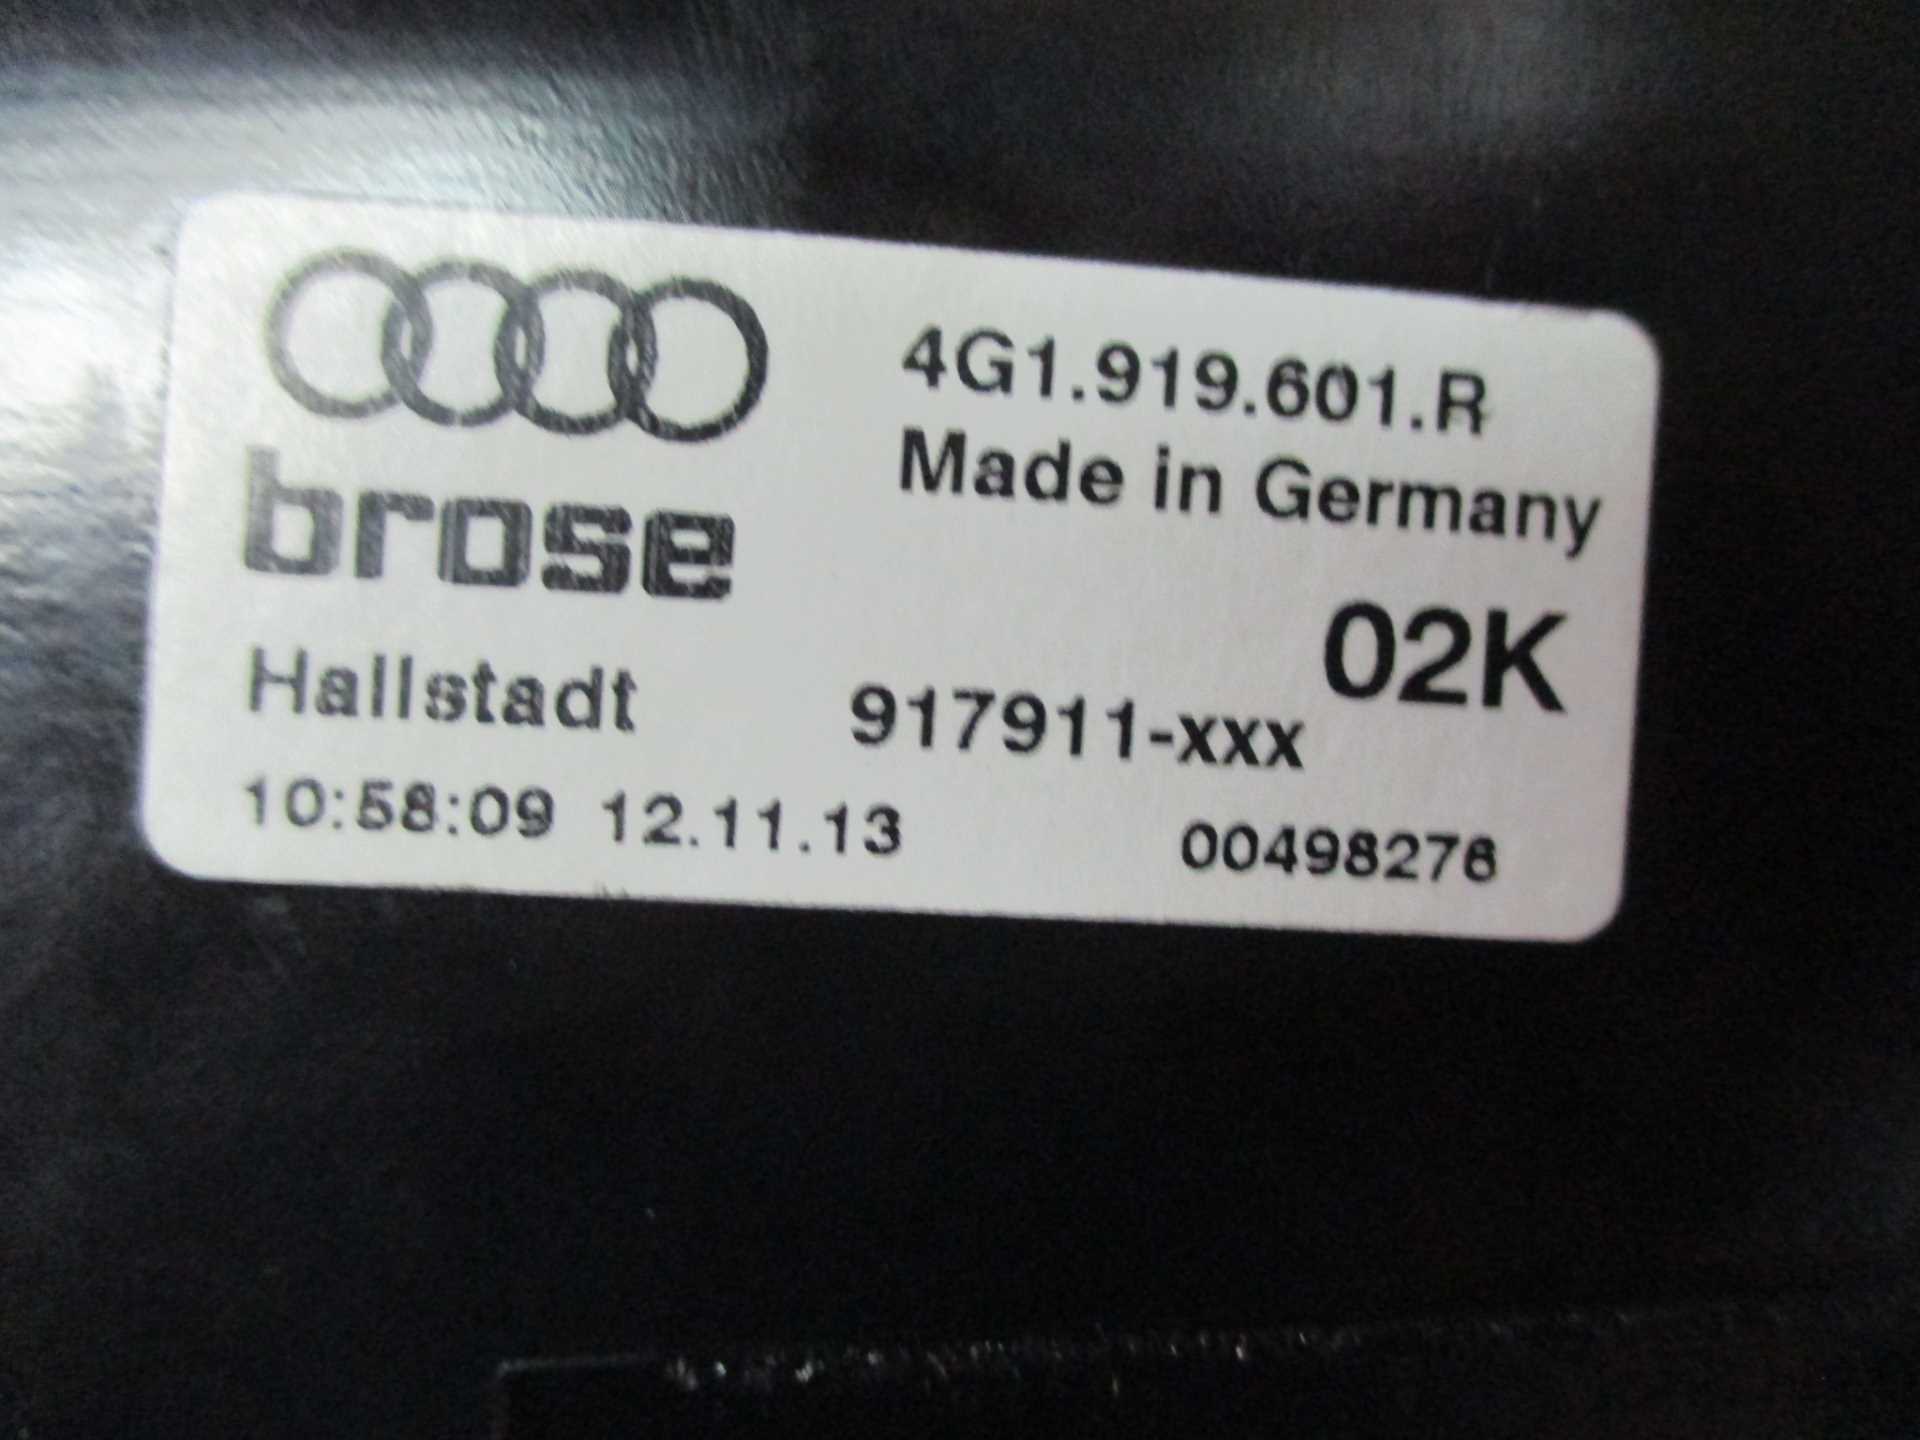 4G1.919.601.R
brose
Made in Germany
02K
Hallstadt
917911-xxx
10:58:09 12.11.13
00498276